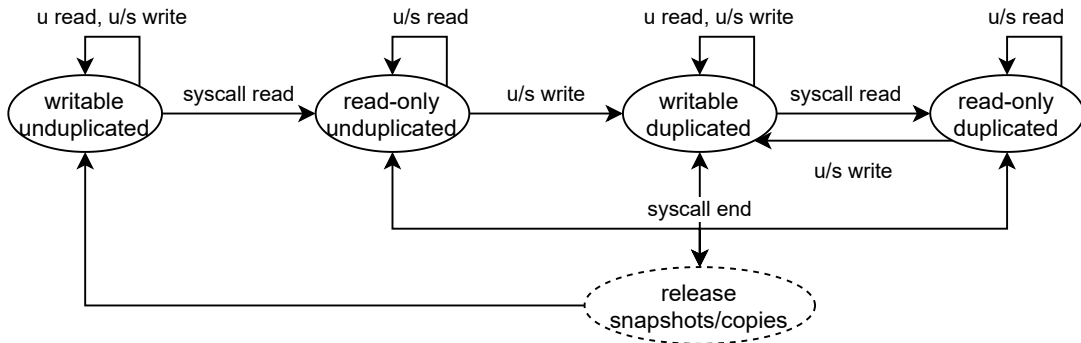 u read, u/s write
u/s read
u read, u/s write
u/s read
writable
unduplicated
syscall read
read-only
unduplicated
u/s write
writable
duplicated
syscall read
read-only
duplicated
u/s write
syscall end
release
snapshots/copies